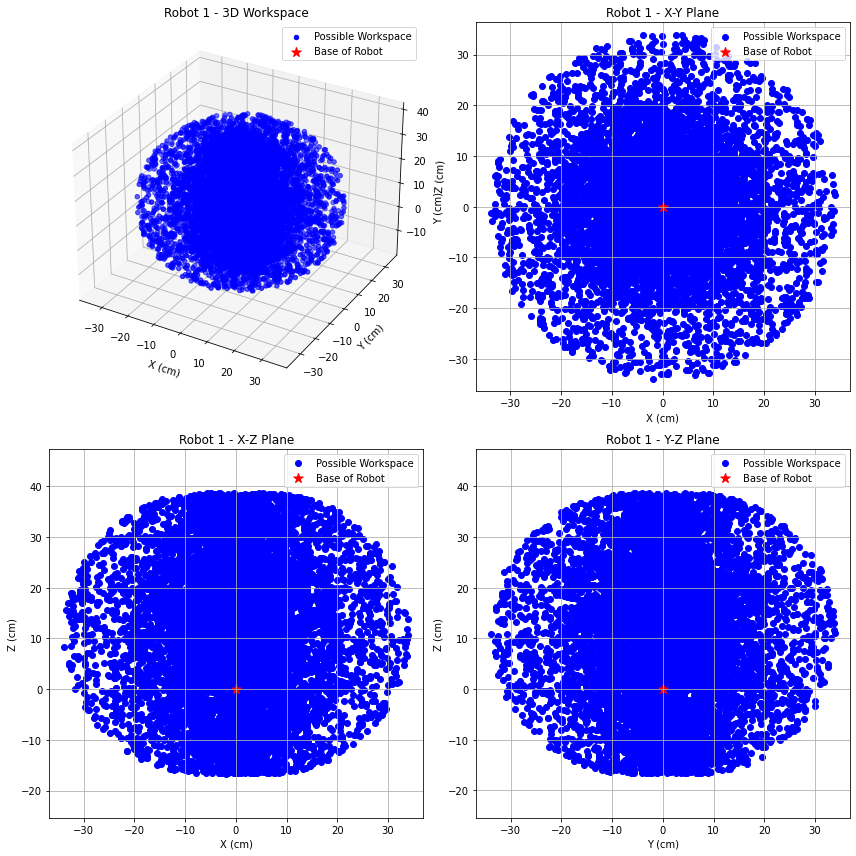 Robot 1 - 3D Workspace
Possible Workspace
Base of Robot
40
30
20
10
0
−10
Z (cm)
−30
−20
−10
0
10
20
30
X (cm)
−30
−20
−10
0
10
20
30
Y (cm)
Robot 1 - X-Y Plane
Possible Workspace
Base of Robot
30
20
10
0
−10
−20
−30
Y (cm)
−30
−20
−10
0
10
20
30
X (cm)
Robot 1 - X-Z Plane
Possible Workspace
Base of Robot
40
30
20
10
0
−10
−20
Z (cm)
−30
−20
−10
0
10
20
30
X (cm)
Robot 1 - Y-Z Plane
Possible Workspace
Base of Robot
40
30
20
10
0
−10
−20
Z (cm)
−30
−20
−10
0
10
20
30
Y (cm)